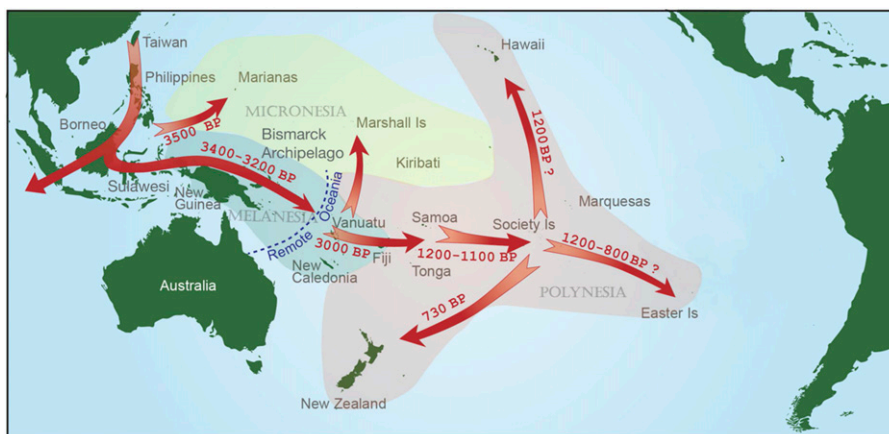 Taiwan
Hawaii
Philippines
Marianas
MICRONESIA
3500 BP
Bismarck
Archipelago
Marshall Is
1200 BP ?
Borneo
3400-3200 BP
Kiribati
Sulawesi
New
Guinea
Remote Oceania
MELANESIA
Marquesas
Vanuatu
Samoa
Society Is
3000 BP
Fiji
1200-1100 BP
1200-800 BP ?
New
Caledonia
Tonga
Australia
POLYNESIA
730 BP
Easter Is
New Zealand